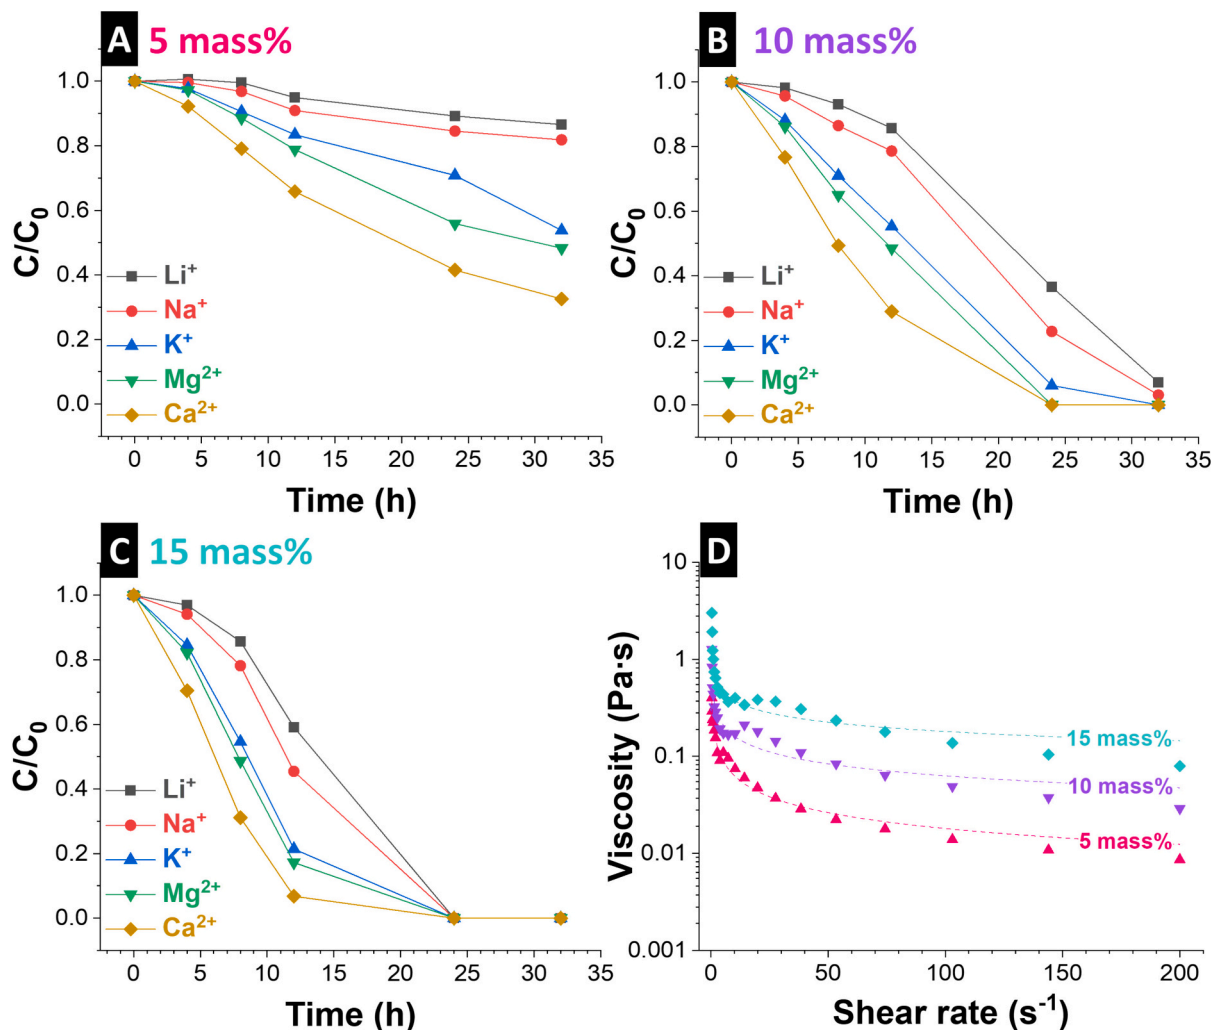 A 5 mass%
C/C₀
1.0
0.8
0.6
0.4
0.2
0.0
Li⁺
Na⁺
K⁺
Mg²⁺
Ca²⁺
0 5 10 15 20 25 30 35
Time (h)
B 10 mass%
C/C₀
1.0
0.8
0.6
0.4
0.2
0.0
Li⁺
Na⁺
K⁺
Mg²⁺
Ca²⁺
0 5 10 15 20 25 30 35
Time (h)
C 15 mass%
C/C₀
1.0
0.8
0.6
0.4
0.2
0.0
Li⁺
Na⁺
K⁺
Mg²⁺
Ca²⁺
0 5 10 15 20 25 30 35
Time (h)
D
Viscosity (Pa·s)
10
1
0.1
0.01
0.001
15 mass%
10 mass%
5 mass%
0 50 100 150 200
Shear rate (s⁻¹)